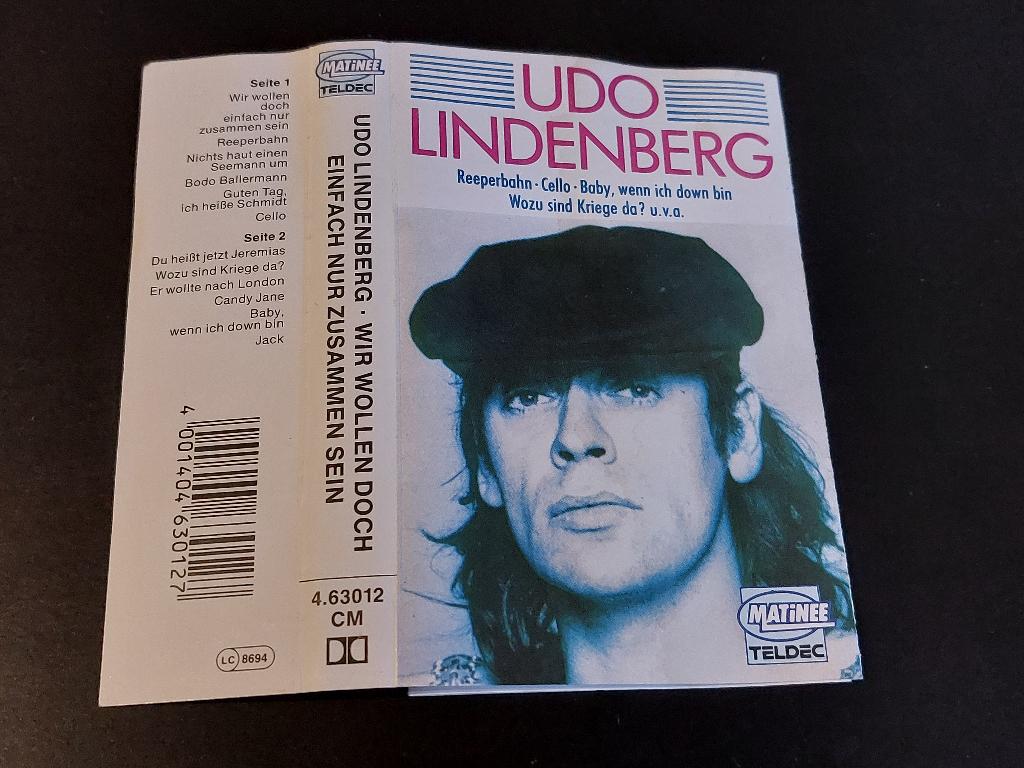 Seite 1
Wir wollen
doch
einfach nur
zusammen sein
Reeperbahn
Nichts haut einen
Seemann um
Bodo Ballermann
Guten Tag,
ich heiße Schmidt
Cello
Seite 2
Du heißt jetzt Jeremias
Wozu sind Kriege da?
Er wollte nach London
Candy Jane
Baby,
wenn ich down bin
Jack
4 001404 630127
LC 8694
MATiNEE
TELDEC
UDO LINDENBERG · WIR WOLLEN DOCH
EINFACH NUR ZUSAMMEN SEIN
4.63012
CM
UDO
LINDENBERG
Reeperbahn · Cello · Baby, wenn ich down bin
Wozu sind Kriege da? u.v.a.
MATiNEE
TELDEC